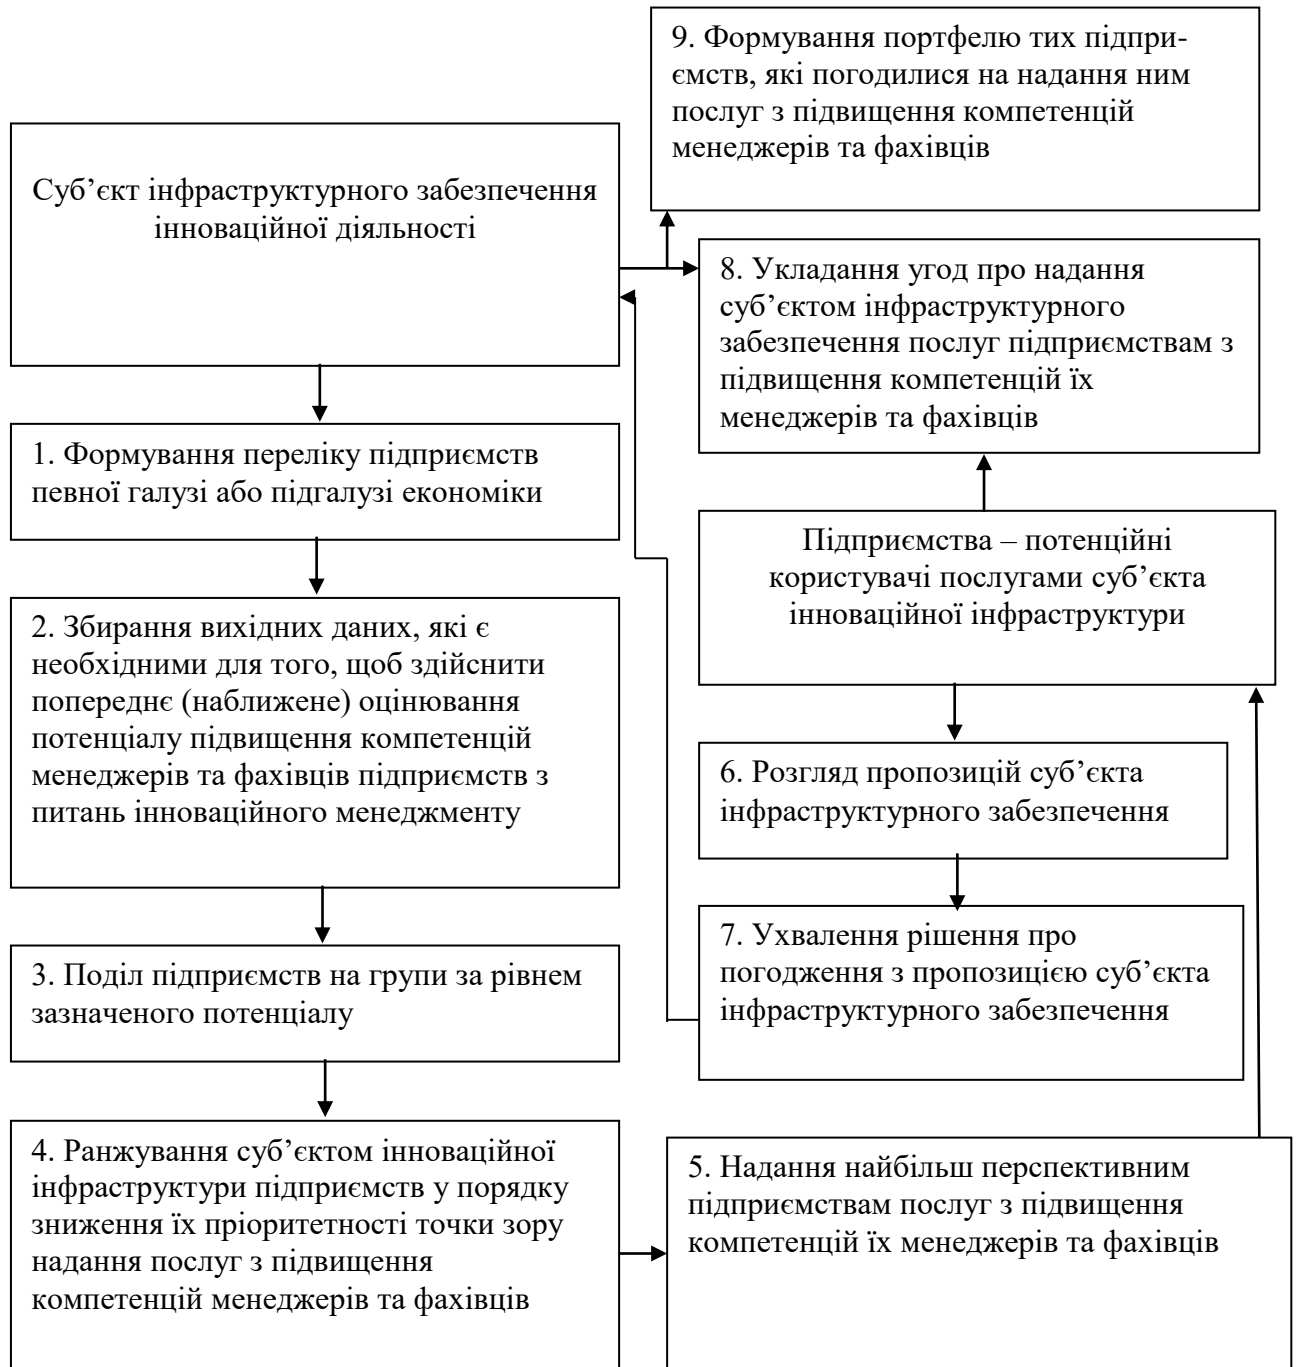 9. Формування портфелю тих підпри-
ємств, які погодилися на надання ним
послуг з підвищення компетенцій
менеджерів та фахівців
Суб’єкт інфраструктурного забезпечення
інноваційної діяльності
8. Укладання угод про надання
суб’єктом інфраструктурного
забезпечення послуг підприємствам з
підвищення компетенцій їх
менеджерів та фахівців
1. Формування переліку підприємств
певної галузі або підгалузі економіки
Підприємства – потенційні
користувачі послугами суб’єкта
інноваційної інфраструктури
2. Збирання вихідних даних, які є
необхідними для того, щоб здійснити
попереднє (наближене) оцінювання
потенціалу підвищення компетенцій
менеджерів та фахівців підприємств з
питань інноваційного менеджменту
6. Розгляд пропозицій суб’єкта
інфраструктурного забезпечення
7. Ухвалення рішення про
погодження з пропозицією суб’єкта
інфраструктурного забезпечення
3. Поділ підприємств на групи за рівнем
зазначеного потенціалу
4. Ранжування суб’єктом інноваційної
інфраструктури підприємств у порядку
зниження їх пріоритетності точки зору
надання послуг з підвищення
компетенцій менеджерів та фахівців
5. Надання найбільш перспективним
підприємствам послуг з підвищення
компетенцій їх менеджерів та фахівців